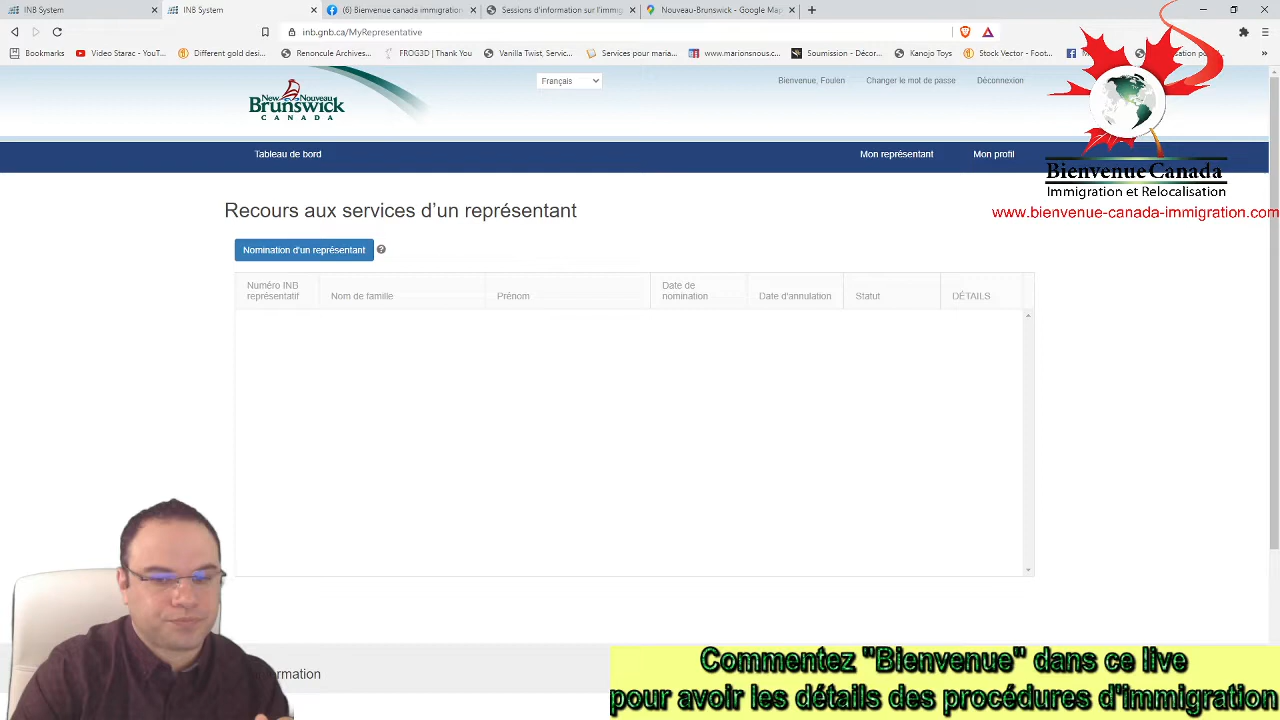 INB System
INB System
(6) Bienvenue canada immigration
Sessions d'information sur l'immig
Nouveau-Brunswick - Google Map
inb.gnb.ca/MyRepresentative
Bookmarks
Video Starac - YouT...
Different gold desi...
Renoncule Archives...
FROG3D | Thank You
Vanila Twist, Servic...
Services pour maria...
www.marionsnous...
Soumission - Décor...
Kanojo Toys
Stock Vector - Foot...
New Nouveau
Brunswick
CANADA
Français
Bienvenue, Foulen
Changer le mot de passe
Déconnexion
Tableau de bord
Mon représentant
Mon profil
BienvenueCanada
Immigration et Relocalisation
www.bienvenue-canada-immigration.com
Recours aux services d'un représentant
Nomination d'un représentant
Numéro INB
représentatif
Nom de famille
Prénom
Date de
nomination
Date d'annulation
Statut
DÉTAILS
Commentez "Bienvenue" dans ce live
pour avoir les détails des procédures d'immigration